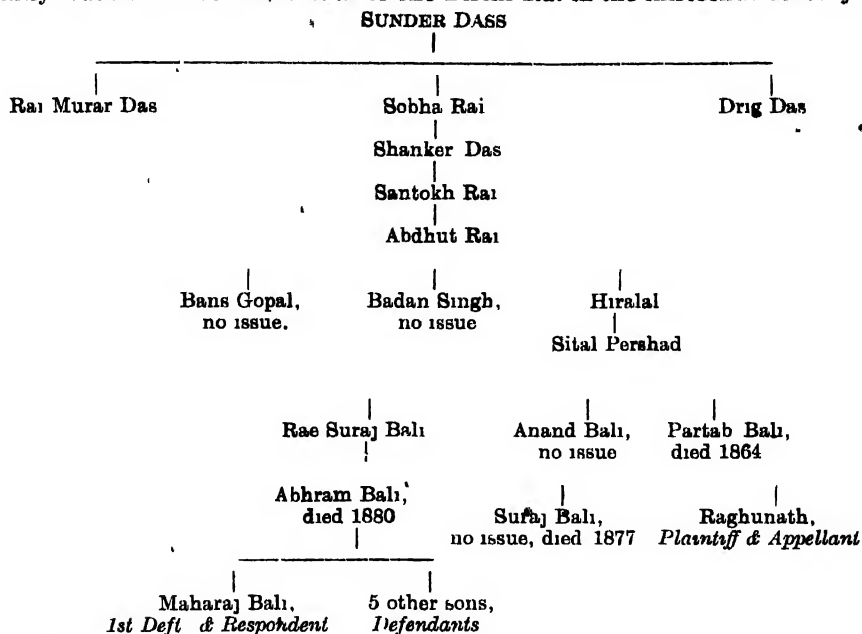 SUNDER DASS
Rai Murar Das Sobha Rai Drig Das
Shanker Das
Santokh Rai
Abdhut Rai
Bans Gopal, Badan Singh, Hiralal
no issue. no issue
Sital Pershad
Rae Suraj Bali Anand Bali, Partab Bali,
no issue died 1864
Abhram Bali, Suraj Bali, Raghunath,
died 1880 no issue, died 1877 Plaintiff & Appellant
Maharaj Bali, 5 other sons,
1st Deft & Respondent Defendants